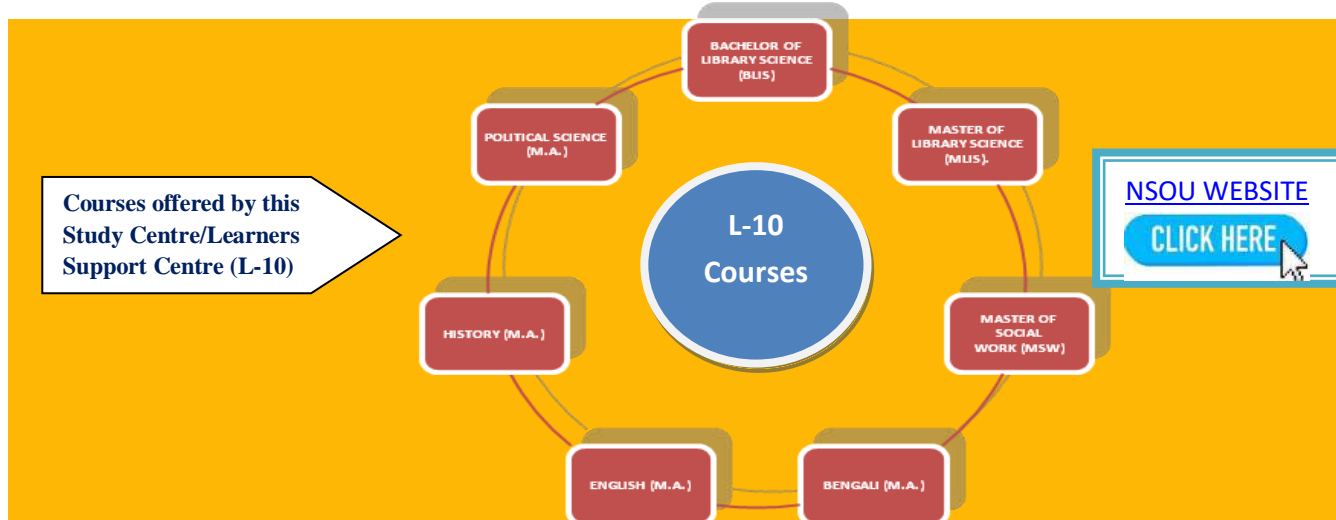 BACHELOR OF
LIBRARY SCIENCE
(BLIS)
MASTER OF
LIBRARY SCIENCE
(MLIS).
MASTER OF
SOCIAL
WORK (MSW)
BENGALI (M.A.)
ENGLISH (M.A.)
HISTORY (M.A.)
POLITICAL SCIENCE
(M.A.)
L-10
Courses
Courses offered by this
Study Centre/Learners
Support Centre (L-10)
NSOU WEBSITE
CLICK HERE